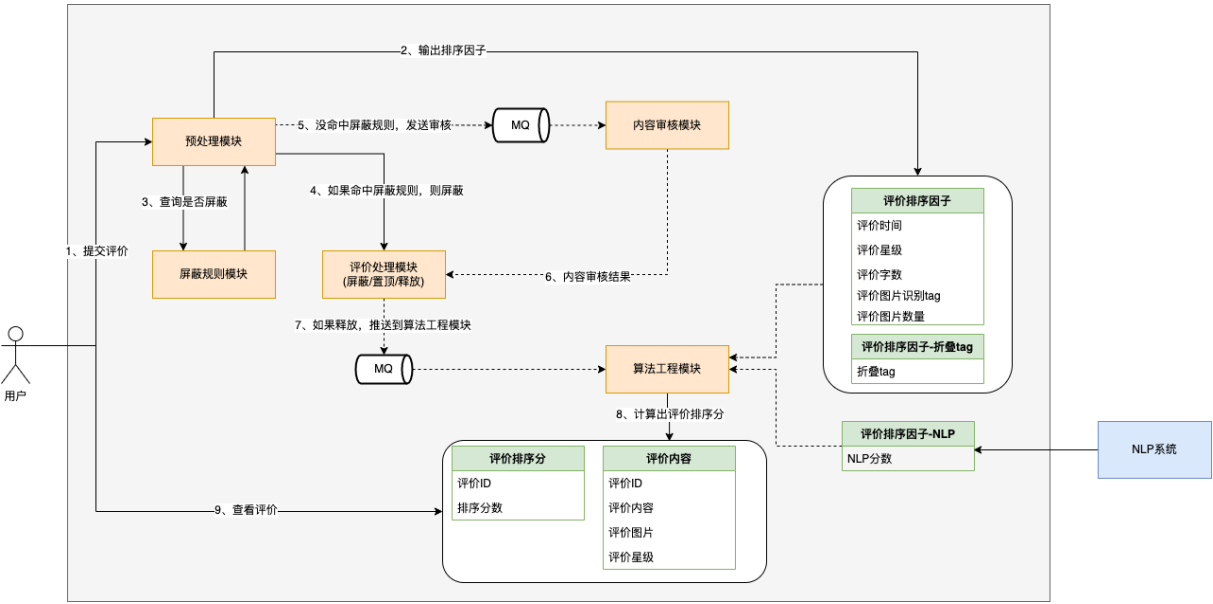 2、输出排序因子
5、没命中屏蔽规则，发送审核
MQ
内容审核模块
预处理模块
4、如果命中屏蔽规则，则屏蔽
3、查询是否屏蔽
1、提交评价
屏蔽规则模块
评价处理模块
(屏蔽/置顶/释放)
6、内容审核结果
7、如果释放，推送到算法工程模块
MQ
算法工程模块
8、计算出评价排序分
用户
评价排序因子
评价时间
评价星级
评价字数
评价图片识别tag
评价图片数量
评价排序因子-折叠tag
折叠tag
评价排序因子-NLP
NLP分数
NLP系统
评价排序分
评价ID
排序分数
评价内容
评价ID
评价内容
评价图片
评价星级
9、查看评价